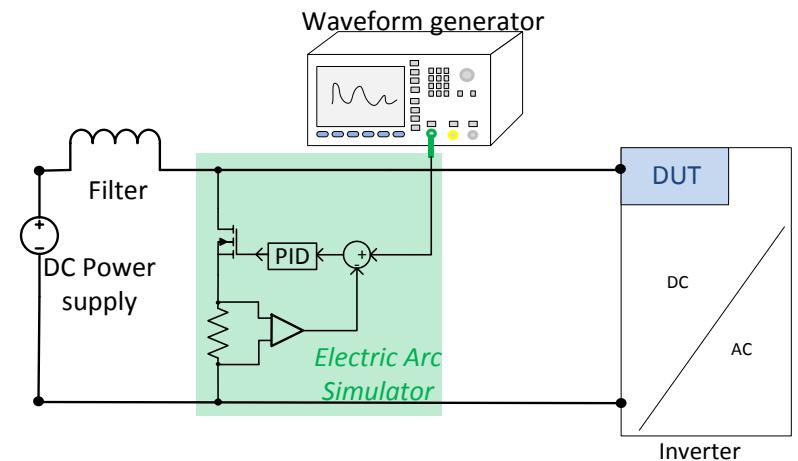 Waveform generator
Filter
DUT
+
-
DC Power
supply
PID
+
-
DC
AC
Electric Arc
Simulator
Inverter